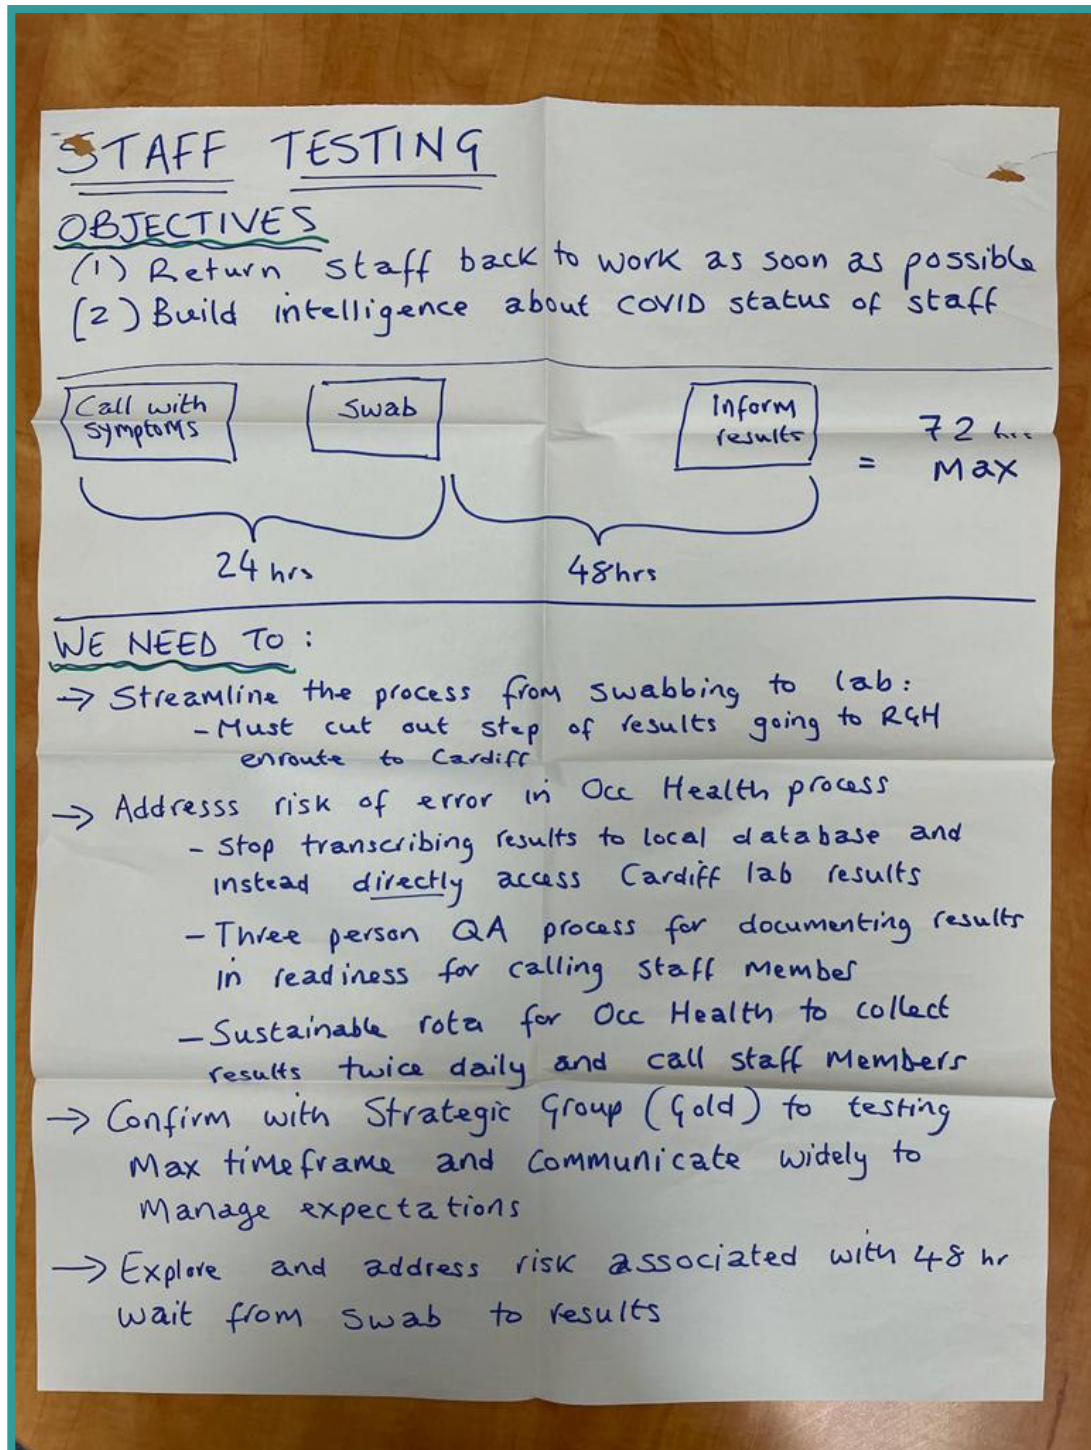 STAFF TESTING
OBJECTIVES
(1) Return staff back to work as soon as possible
(2) Build intelligence about COVID status of staff
Call with
symptoms
Swab
Inform
results
= 72 hrs
Max
24 hrs
48hrs
WE NEED TO :
→ Streamline the process from swabbing to lab:
- Must cut out step of results going to RGH
enroute to Cardiff
→ Addresss risk of error in Occ Health process
- Stop transcribing results to local database and
instead directly access Cardiff lab results
- Three person QA process for documenting results
in readiness for calling staff member
- Sustainable rota for Occ Health to collect
results twice daily and call staff members
→ Confirm with Strategic Group (Gold) to testing
Max timeframe and communicate widely to
Manage expectations
→ Explore and address risk associated with 48 hr
wait from swab to results